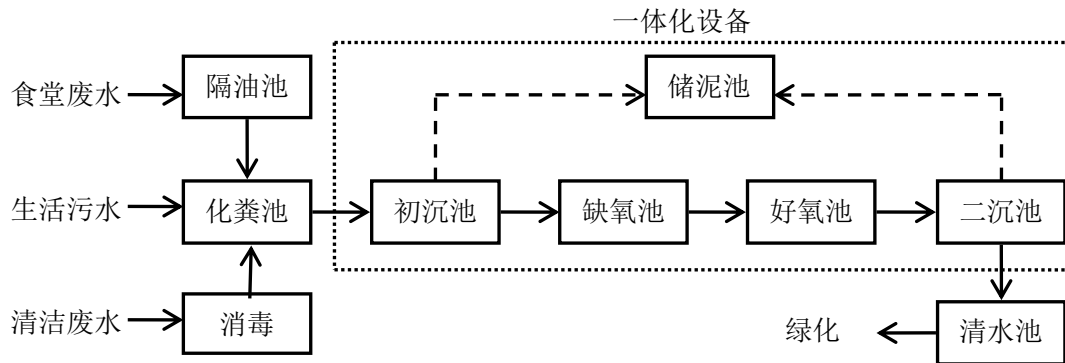 一体化设备
食堂废水
隔油池
储泥池
生活污水
化粪池
初沉池
缺氧池
好氧池
二沉池
清洁废水
消毒
绿化
清水池